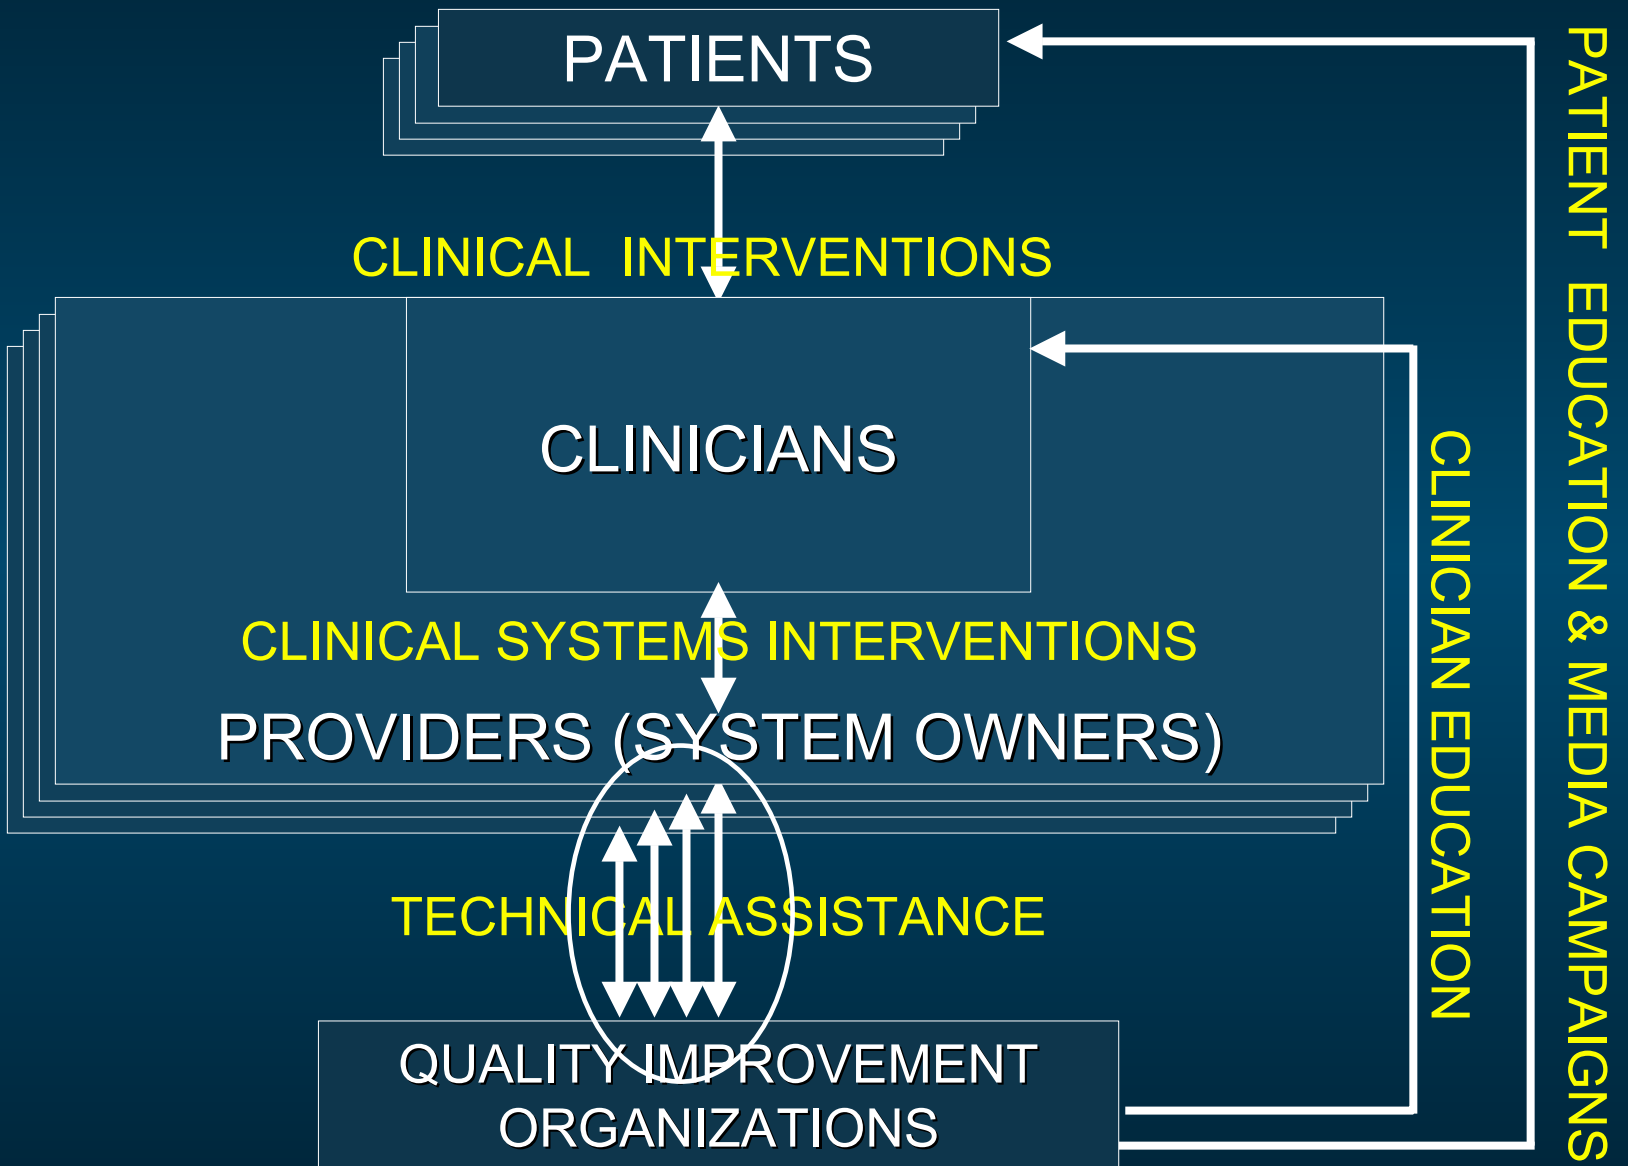 PATIENTS
CLINICAL INTERVENTIONS
CLINICIANS
CLINICAL SYSTEMS INTERVENTIONS
PROVIDERS (SYSTEM OWNERS)
TECHNICAL ASSISTANCE
QUALITY IMPROVEMENT
ORGANIZATIONS
CLINICIAN EDUCATION
PATIENT EDUCATION & MEDIA CAMPAIGNS